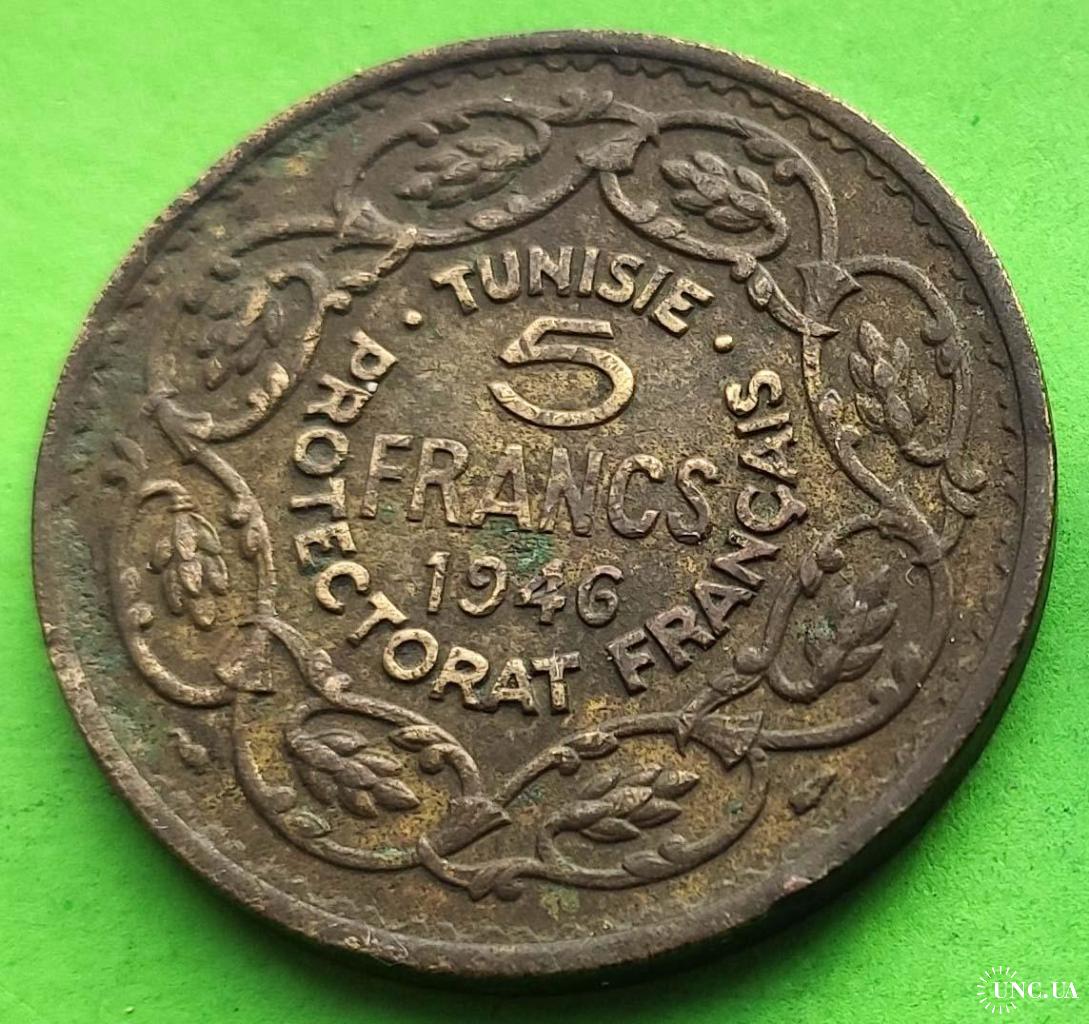 · TUNISIE ·
5
FRANCS
1946
PROTECTORAT FRANÇAIS
UNC.UA